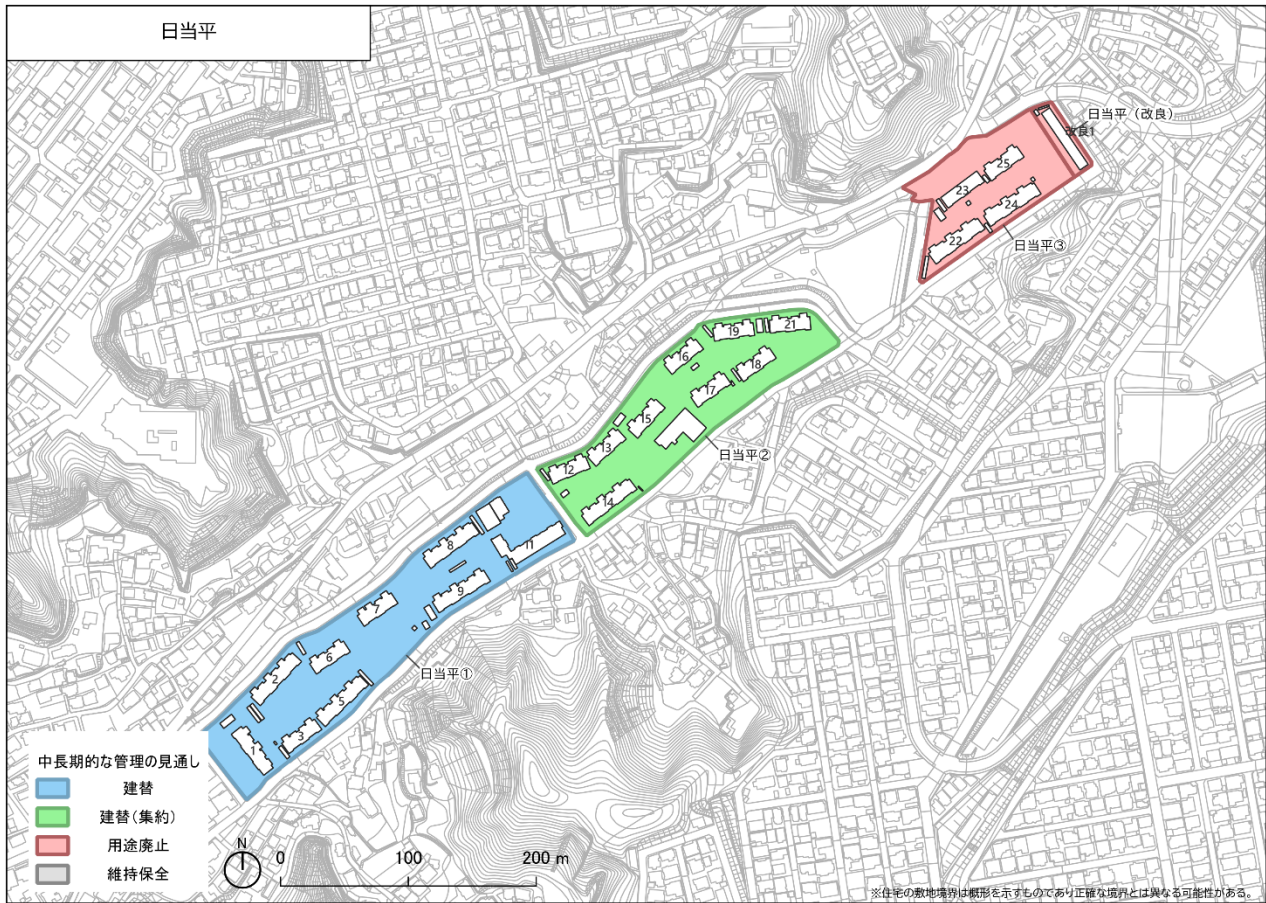 日当平
日当平（改良）
改良1
25
23
24
22
日当平③
19
21
16
18
17
15
13
12
14
日当平②
8
11
9
7
6
2
5
3
1
日当平①
中長期的な管理の見通し
建替
建替(集約)
用途廃止
維持保全
N
0
100
200 m
※住宅の敷地境界は概形を示すものであり正確な境界とは異なる可能性がある。